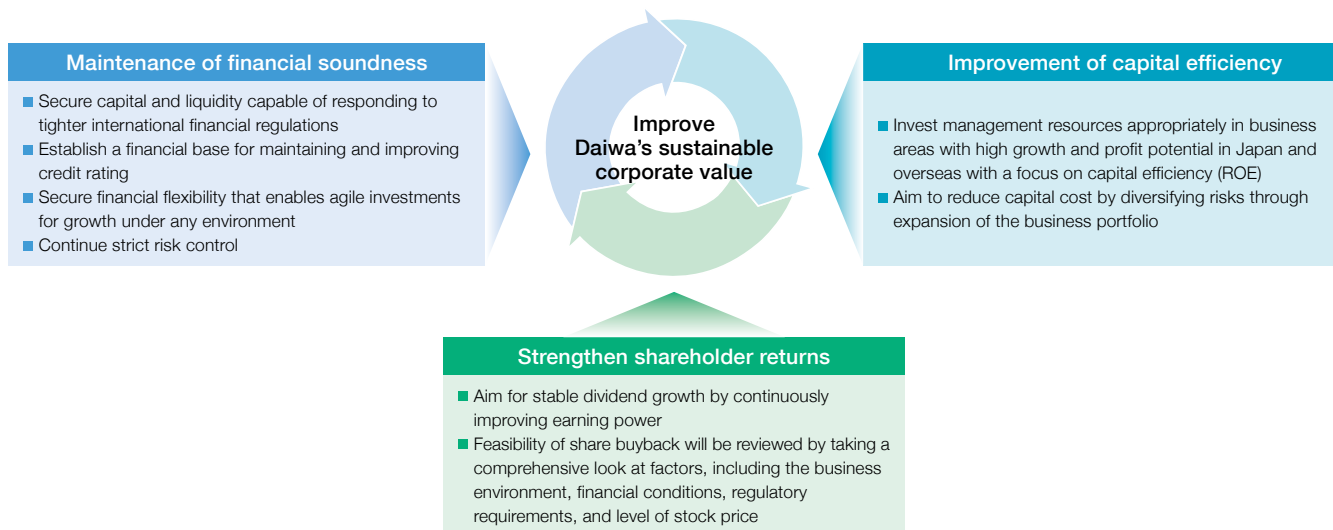 Maintenance of financial soundness
■ Secure capital and liquidity capable of responding to
tighter international financial regulations
■ Establish a financial base for maintaining and improving
credit rating
■ Secure financial flexibility that enables agile investments
for growth under any environment
■ Continue strict risk control
Improve
Daiwa's sustainable
corporate value
Improvement of capital efficiency
■ Invest management resources appropriately in business
areas with high growth and profit potential in Japan and
overseas with a focus on capital efficiency (ROE)
■ Aim to reduce capital cost by diversifying risks through
expansion of the business portfolio
Strengthen shareholder returns
■ Aim for stable dividend growth by continuously
improving earning power
■ Feasibility of share buyback will be reviewed by taking a
comprehensive look at factors, including the business
environment, financial conditions, regulatory
requirements, and level of stock price